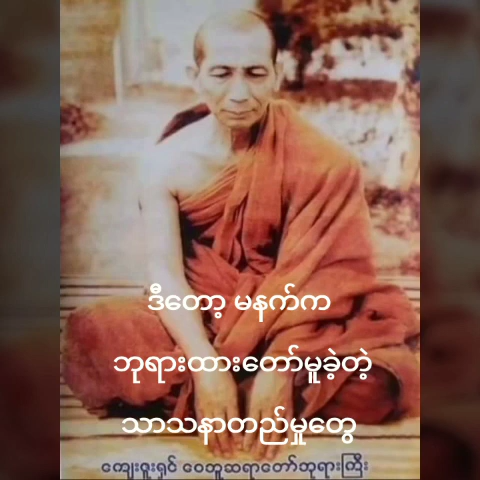 ဒီတော့ မနက်က
ဘုရားထားတော်မူခဲ့တဲ့
သာသနာတည်မှုတွေ
ကျေးဇူးရှင် ဝေဘူဆရာတော်ဘုရားကြီး